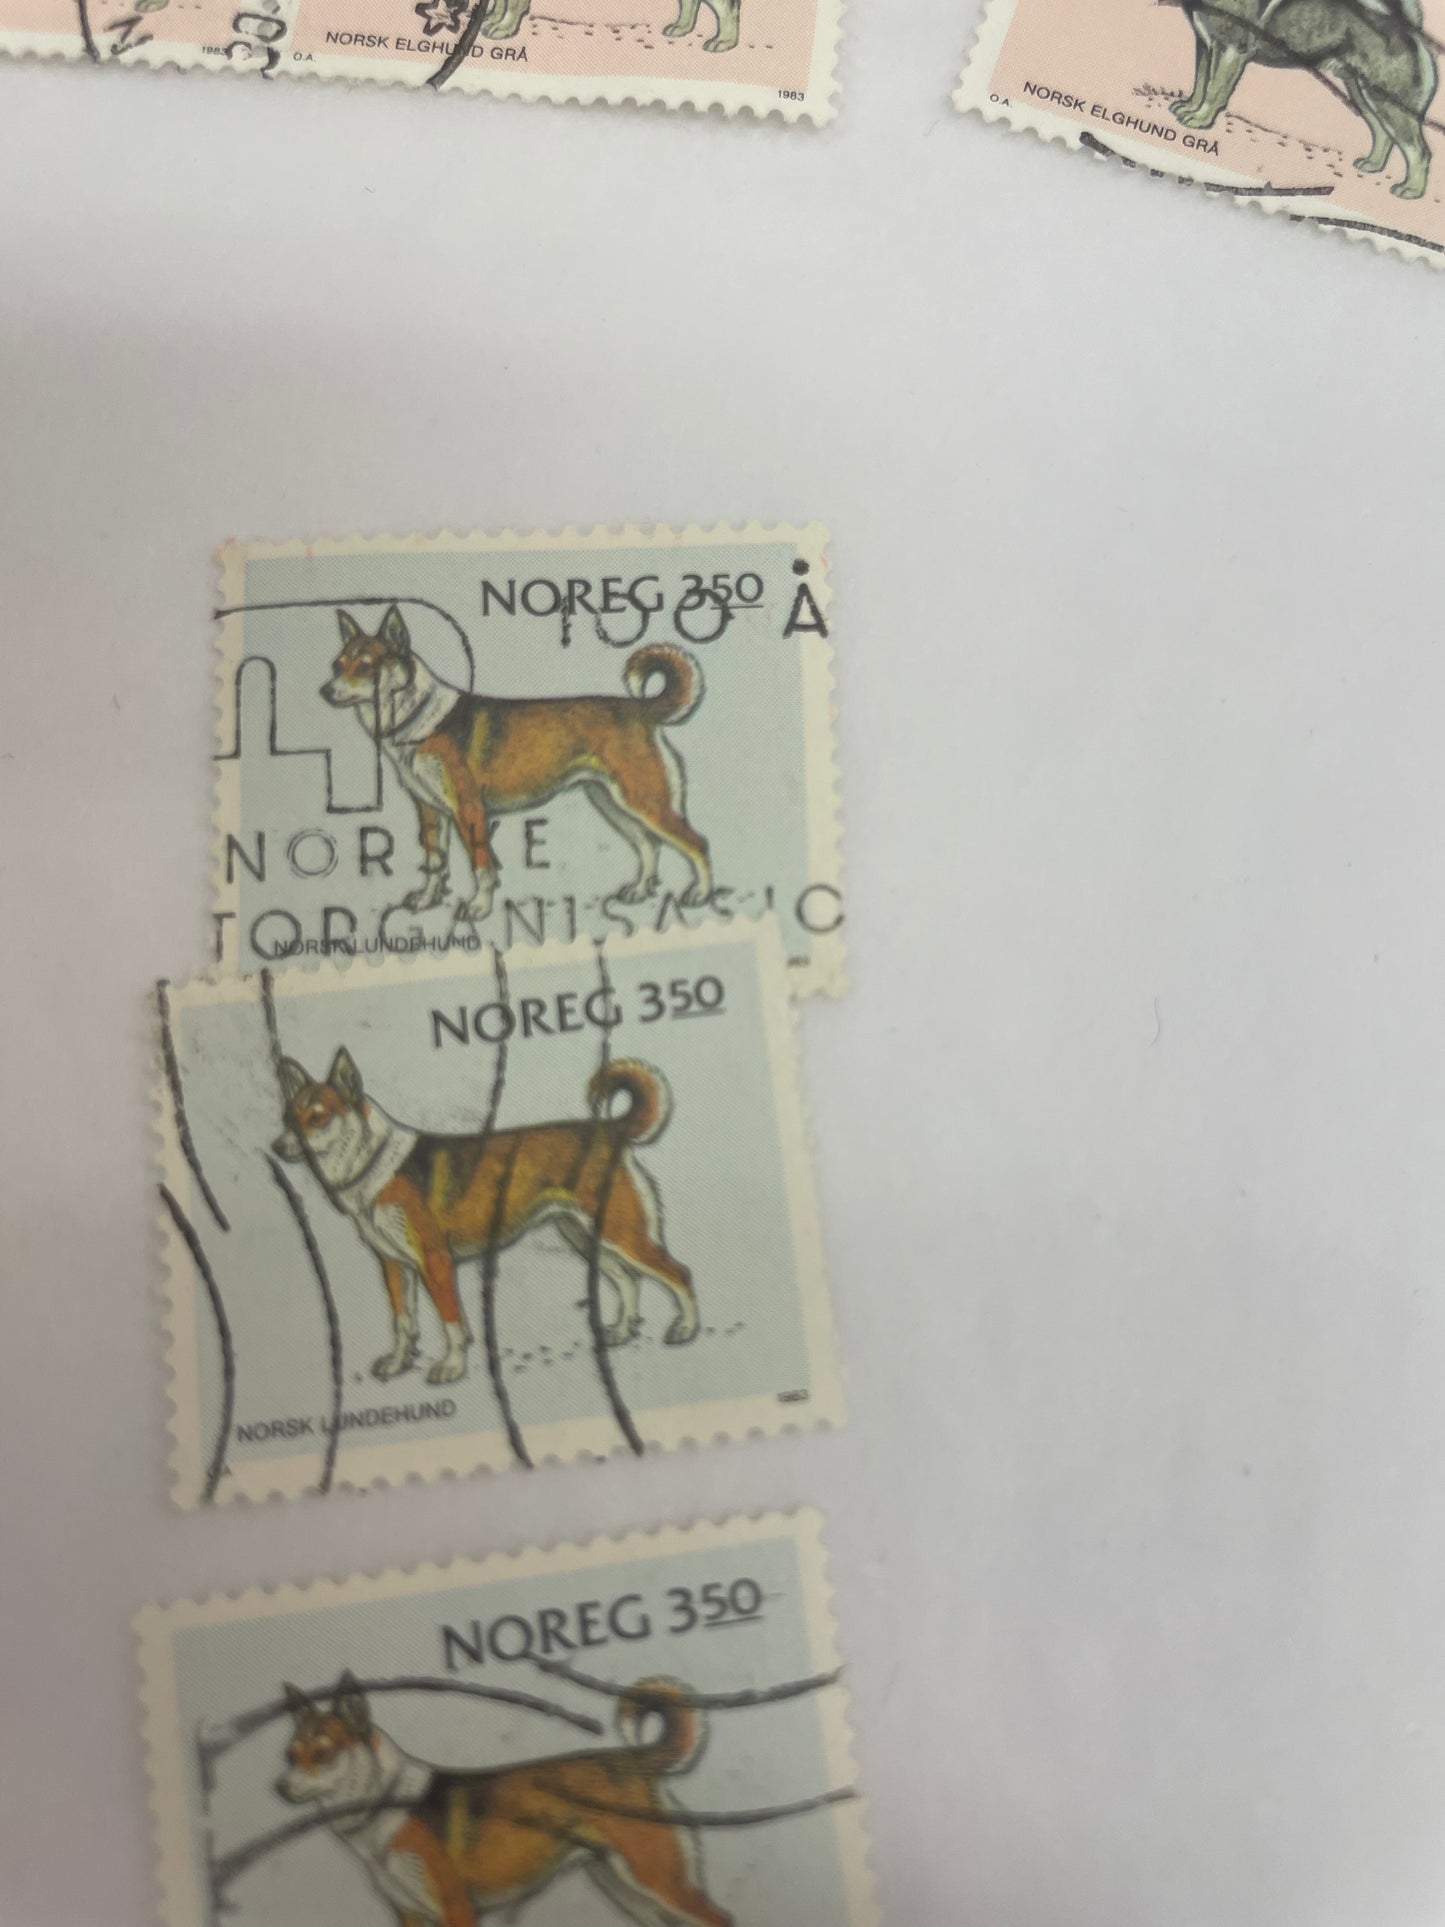 1983
O.A.
NORSK ELGHUND GRÅ
1983
O.A.
NORSK ELGHUND GRÅ
NOREG 350
100 Å
NORSKE
TORGANISASJO
NORSK LUNDEHUND
NOREG 350
NORSK LUNDEHUND
1983
NOREG 350